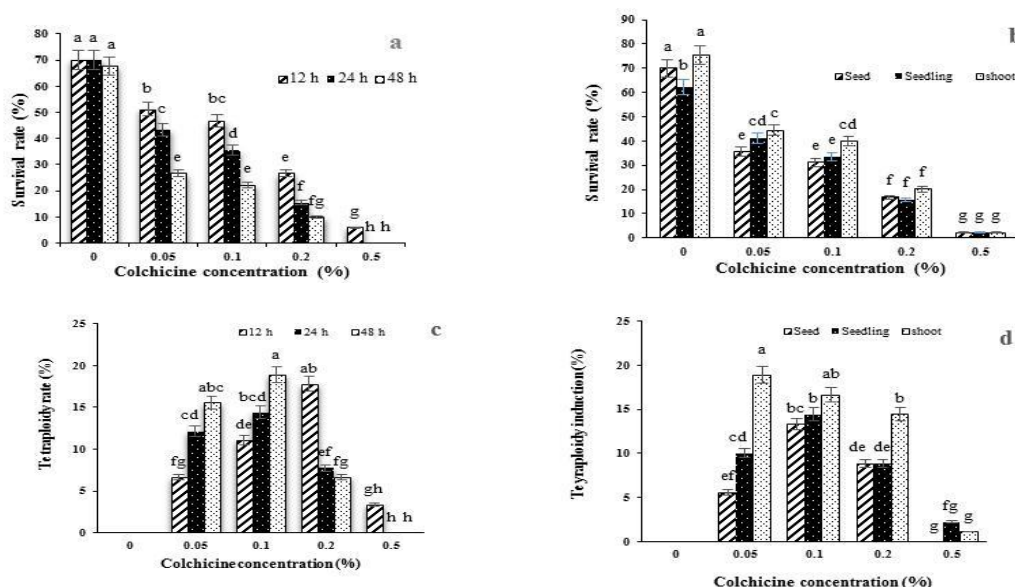 a
Survival rate (%)
80
70
60
50
40
30
20
10
0
12 h 24 h 48 h
a a a
b c e
bc d e
e f fg
g h h
0 0.05 0.1 0.2 0.5
Colchicine concentration (%)
b
Survival rate (%)
90
80
70
60
50
40
30
20
10
0
Seed Seedling shoot
a b a
e cd c
e e cd
f f f
g g g
0 0.05 0.1 0.2 0.5
Colchicine concentration (%)
c
Tetraploidy rate (%)
25
20
15
10
5
0
12 h 24 h 48 h
fg cd abc
de bcd a
ab ef fg
gh h h
0 0.05 0.1 0.2 0.5
Colchicine concentration (%)
d
Teyraploidy induction (%)
25
20
15
10
5
0
Seed Seedling shoot
ef cd a
bc b ab
de de b
g fg g
0 0.05 0.1 0.2 0.5
Colchicine concentration (%)